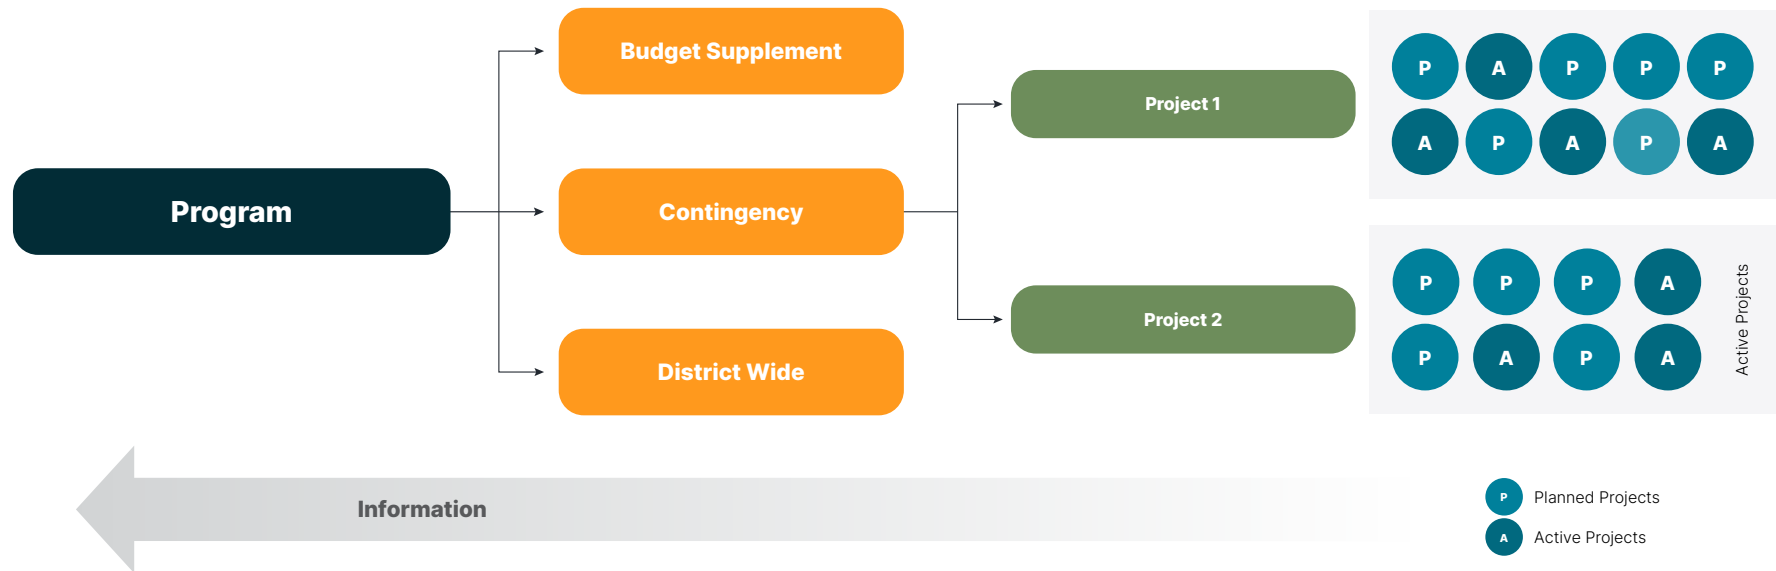 Program
Budget Supplement
Contingency
District Wide
Project 1
Project 2
P A P P P
A P A P A
P P P A
P A P A
Active Projects
Information
P Planned Projects
A Active Projects